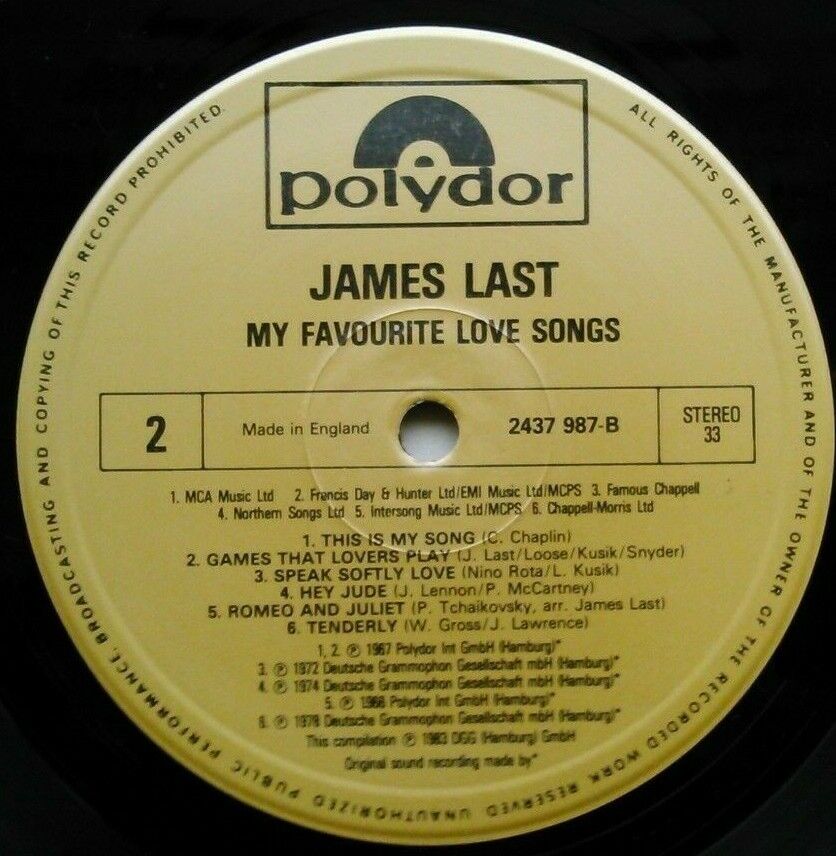 polydor
JAMES LAST
MY FAVOURITE LOVE SONGS
2
Made in England
2437 987-B
STEREO
33
1. MCA Music Ltd 2. Francis Day & Hunter Ltd/EMI Music Ltd/MCPS 3. Famous Chappell
4. Northern Songs Ltd 5. Intersong Music Ltd/MCPS 6. Chappell-Morris Ltd
1. THIS IS MY SONG (C. Chaplin)
2. GAMES THAT LOVERS PLAY (J. Last/Loose/Kusik/Snyder)
3. SPEAK SOFTLY LOVE (Nino Rota/L. Kusik)
4. HEY JUDE (J. Lennon/P. McCartney)
5. ROMEO AND JULIET (P. Tchaikovsky, arr. James Last)
6. TENDERLY (W. Gross/J. Lawrence)
1, 2. ℗ 1967 Polydor Int GmbH (Hamburg)*
3. ℗ 1972 Deutsche Grammophon Gesellschaft mbH (Hamburg)*
4. ℗ 1974 Deutsche Grammophon Gesellschaft mbH (Hamburg)*
5. ℗ 1966 Polydor Int GmbH (Hamburg)*
6. ℗ 1978 Deutsche Grammophon Gesellschaft mbH (Hamburg)*
This compilation ℗ 1983 DGG (Hamburg) GmbH
Original sound recording made by*
ALL RIGHTS OF THE MANUFACTURER AND OF THE OWNER OF THE RECORDED WORK RESERVED UNAUTHORIZED PUBLIC PERFORMANCE, BROADCASTING AND COPYING OF THIS RECORD PROHIBITED.